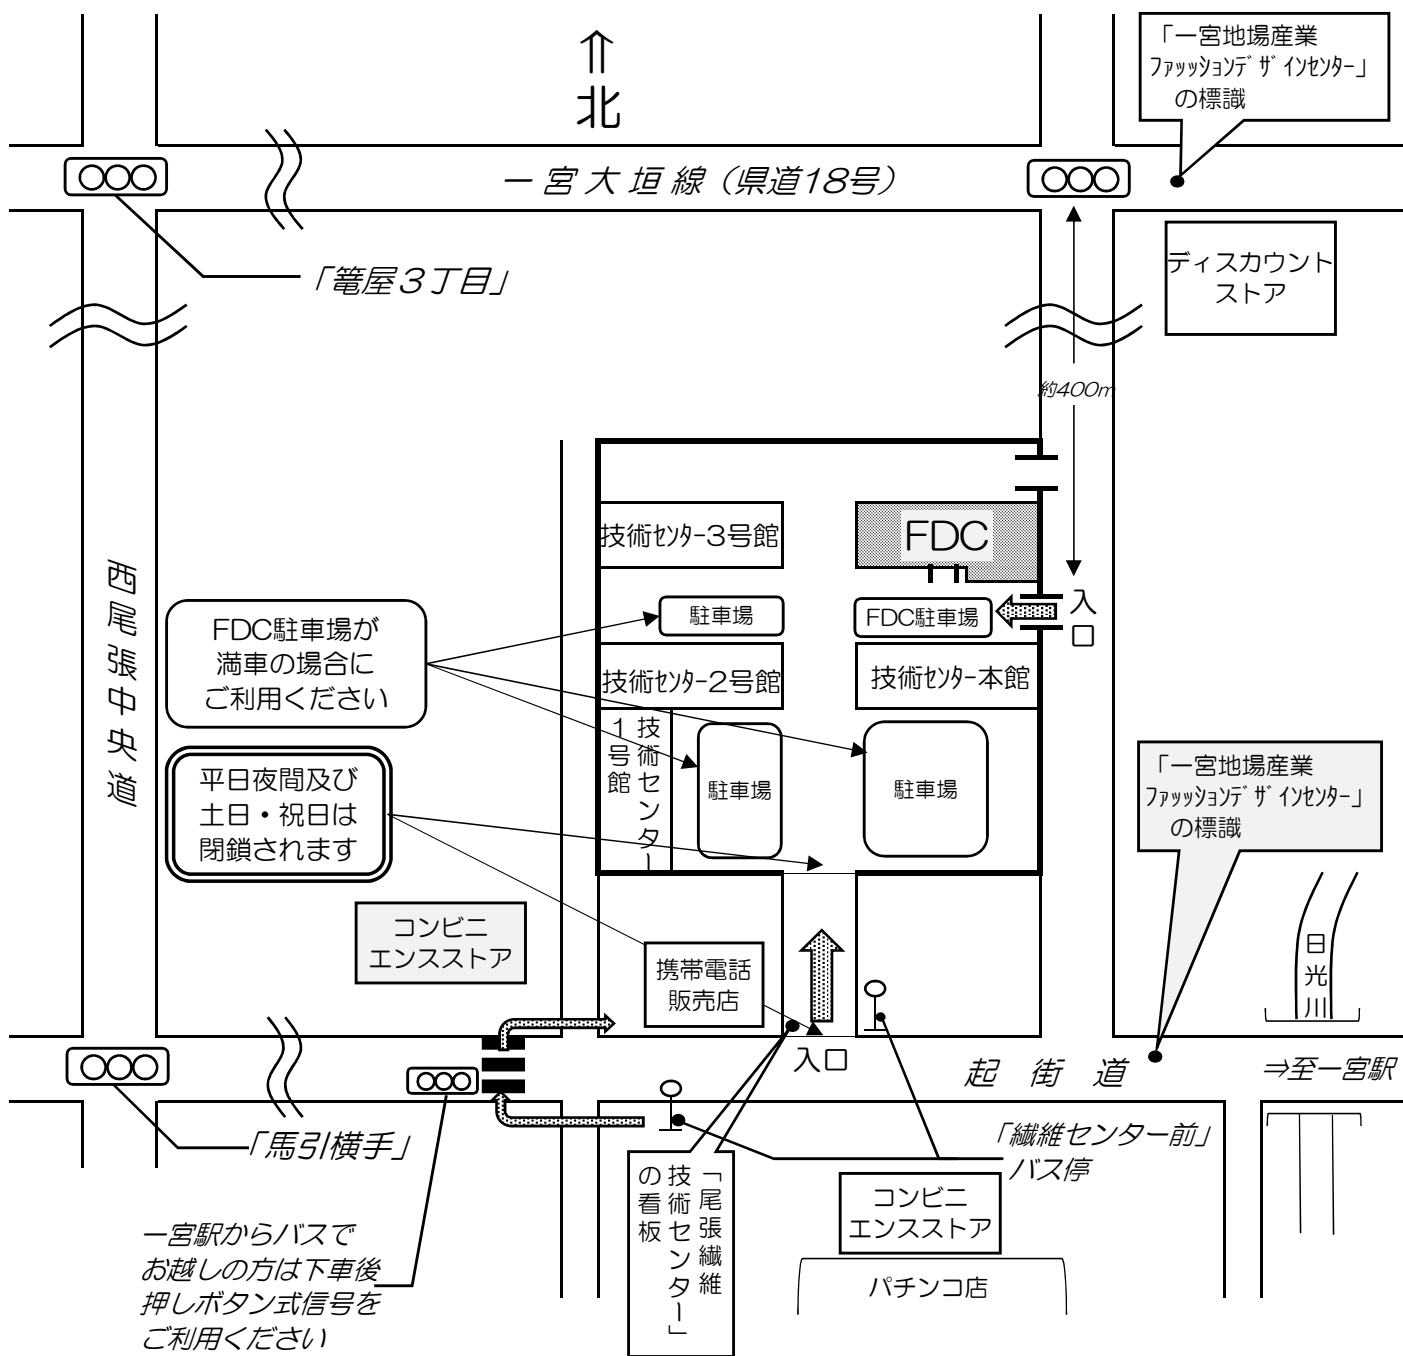 ⇑
北
「一宮地場産業
ファッッションデザインセンター」
の標識
一宮大垣線（県道18号）
「篭屋３丁目」
ディスカウント
ストア
約400m
技術センター3号館
FDC
西尾張中央道
FDC駐車場が
満車の場合に
ご利用ください
駐車場
FDC駐車場
入口
技術センター2号館
技術センター本館
技術センター
１号館
駐車場
駐車場
平日夜間及び
土日・祝日は
閉鎖されます
「一宮地場産業
ファッッションデザインセンター」
の標識
コンビニ
エンスストア
携帯電話
販売店
日光川
入口
起街道
⇒至一宮駅
「馬引横手」
「繊維センター前」
バス停
「尾張繊維
技術センター」
の看板
コンビニ
エンスストア
パチンコ店
一宮駅からバスで
お越しの方は下車後
押しボタン式信号を
ご利用ください